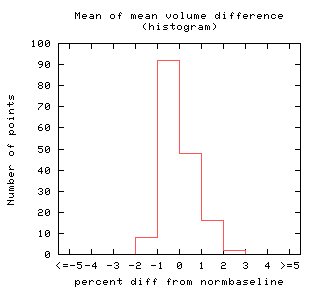 Mean of mean volume difference
(histogram)
100
90
80
70
60
50
40
30
20
10
0
Number of points
<=-5 -4 -3 -2 -1 0 1 2 3 4 >=5
percent diff from normbaseline